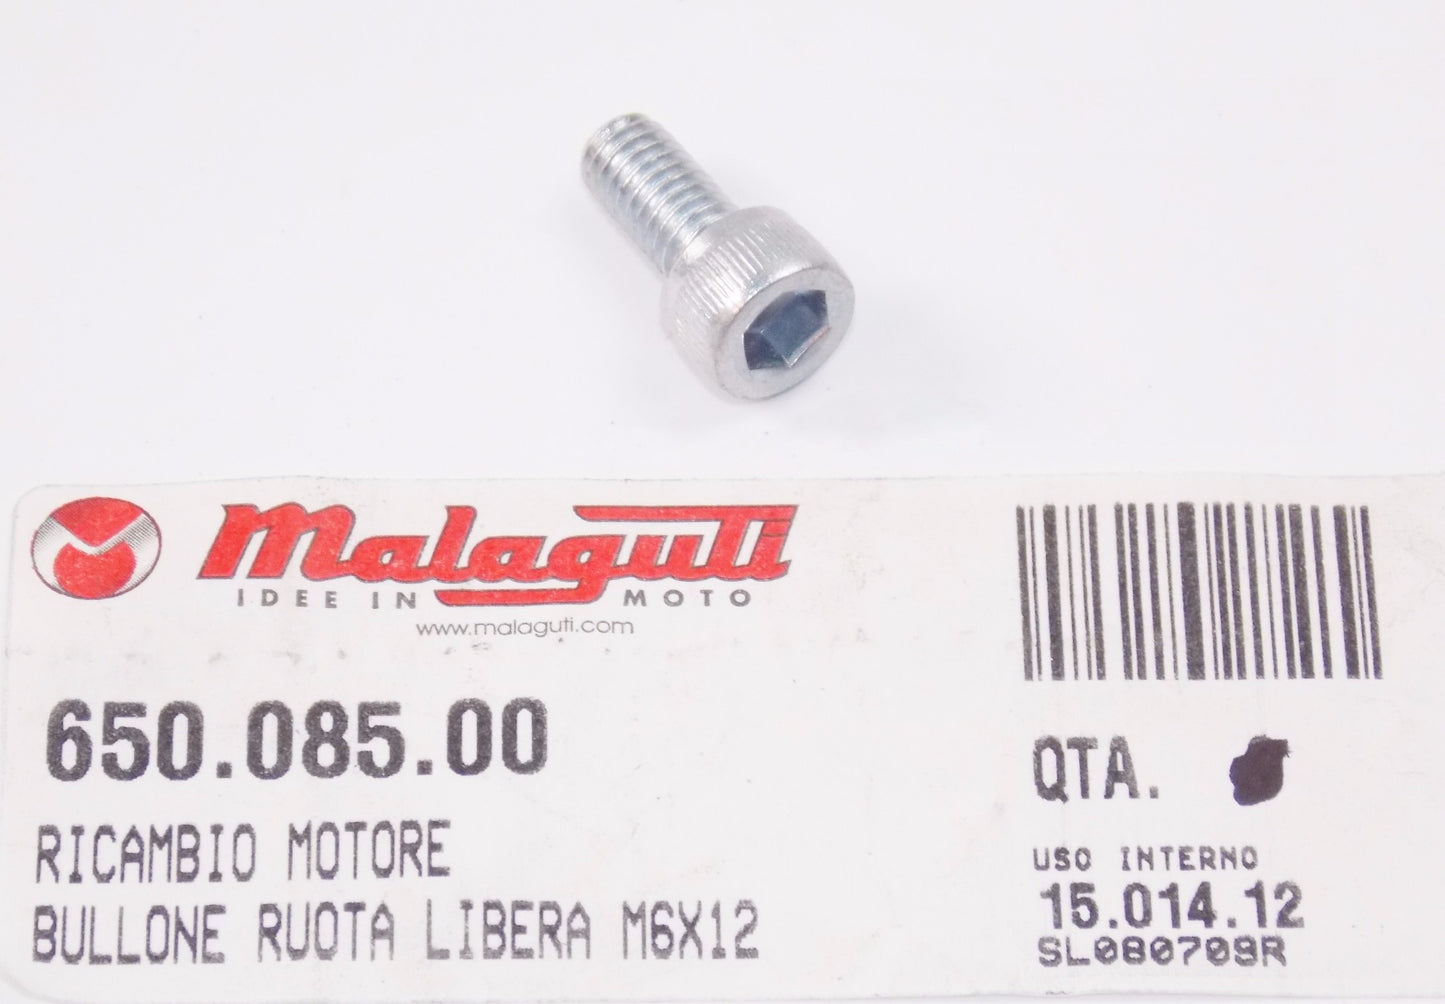 Malaguti
IDEE IN MOTO
www.malaguti.com
650.085.00
RICAMBIO MOTORE
BULLONE RUOTA LIBERA M6X12
QTA.
USO INTERNO
15.014.12
SL080709R